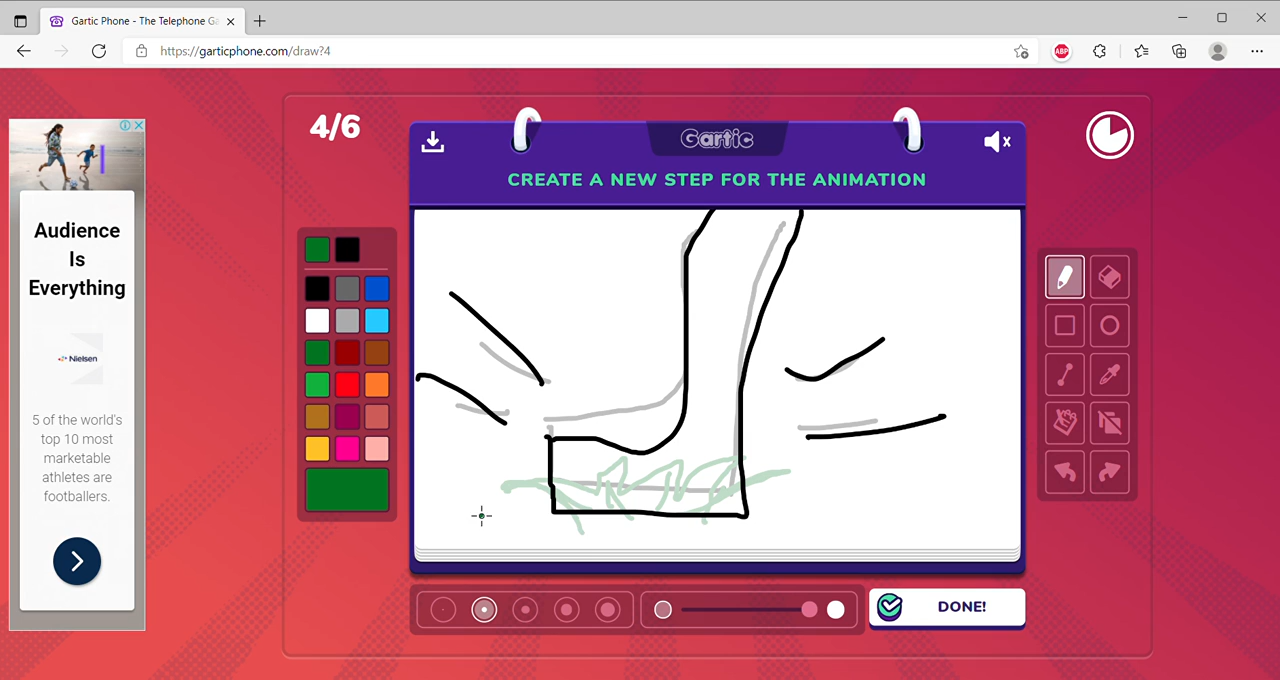 Gartic Phone - The Telephone Ga
https://garticphone.com/draw?4
ABP
4/6
Gartic
CREATE A NEW STEP FOR THE ANIMATION
Audience
Is
Everything
Nielsen
5 of the world's
top 10 most
marketable
athletes are
footballers.
DONE!